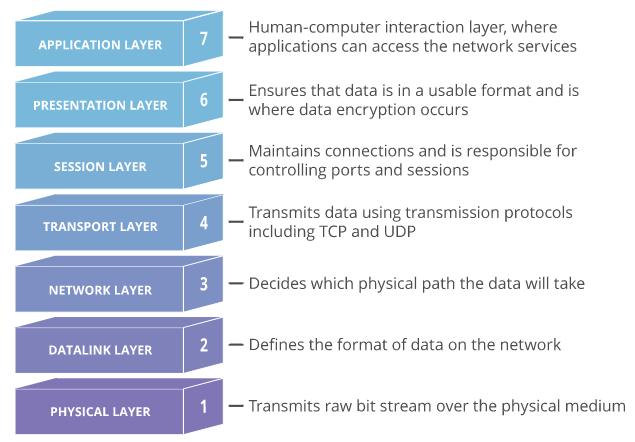 APPLICATION LAYER 7
Human-computer interaction layer, where
applications can access the network services
PRESENTATION LAYER 6
Ensures that data is in a usable format and is
where data encryption occurs
SESSION LAYER 5
Maintains connections and is responsible for
controlling ports and sessions
TRANSPORT LAYER 4
Transmits data using transmission protocols
including TCP and UDP
NETWORK LAYER 3
Decides which physical path the data will take
DATALINK LAYER 2
Defines the format of data on the network
PHYSICAL LAYER 1
Transmits raw bit stream over the physical medium